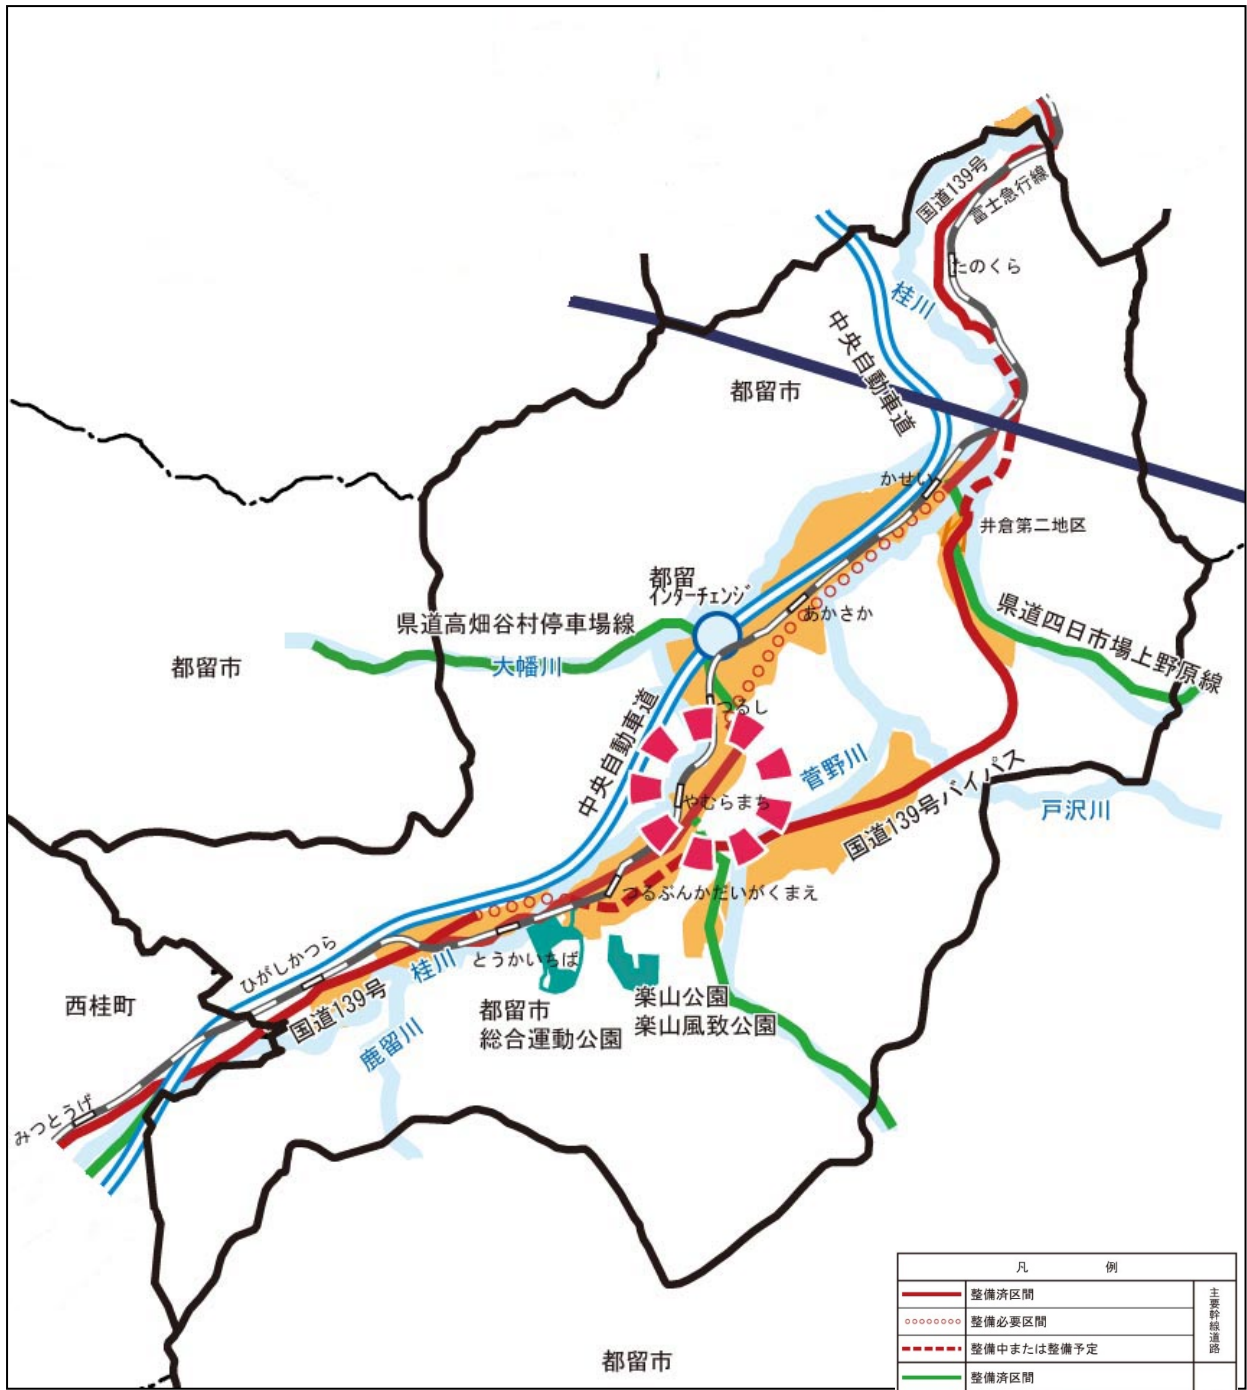 国道139号
富士急行線
たのくら
桂川
中央自動車道
都留市
かせい
井倉第二地区
都留
インターチェンジ
あかさか
県道高畑谷村停車場線
県道四日市場上野原線
都留市
大幡川
つるし
中央自動車道
菅野川
やむらまち
国道139号バイパス
戸沢川
つるぶんかだいがくまえ
ひがしかつら
桂川
とうかいちば
西桂町
国道139号
都留市
総合運動公園
楽山公園
楽山風致公園
鹿留川
みつとうげ
都留市
凡 例
整備済区間
整備必要区間
整備中または整備予定
主要幹線道路
整備済区間